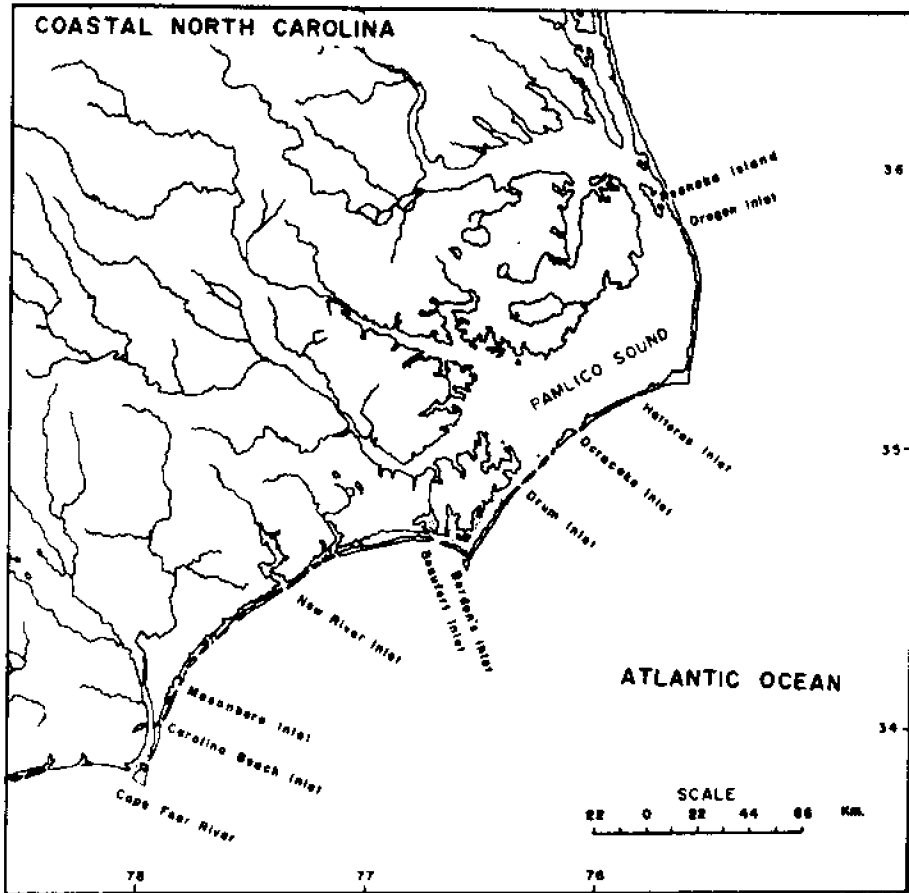 COASTAL NORTH CAROLINA
36
Roanoke Island
Oregon Inlet
PAMLICO SOUND
Hatteras Inlet
35
Ocracoke Inlet
Drum Inlet
Barden's Inlet
Beaufort Inlet
New River Inlet
ATLANTIC OCEAN
Masonboro Inlet
34
Carolina Beach Inlet
Cape Fear River
SCALE
22 0 22 44 66 Km.
78 77 76